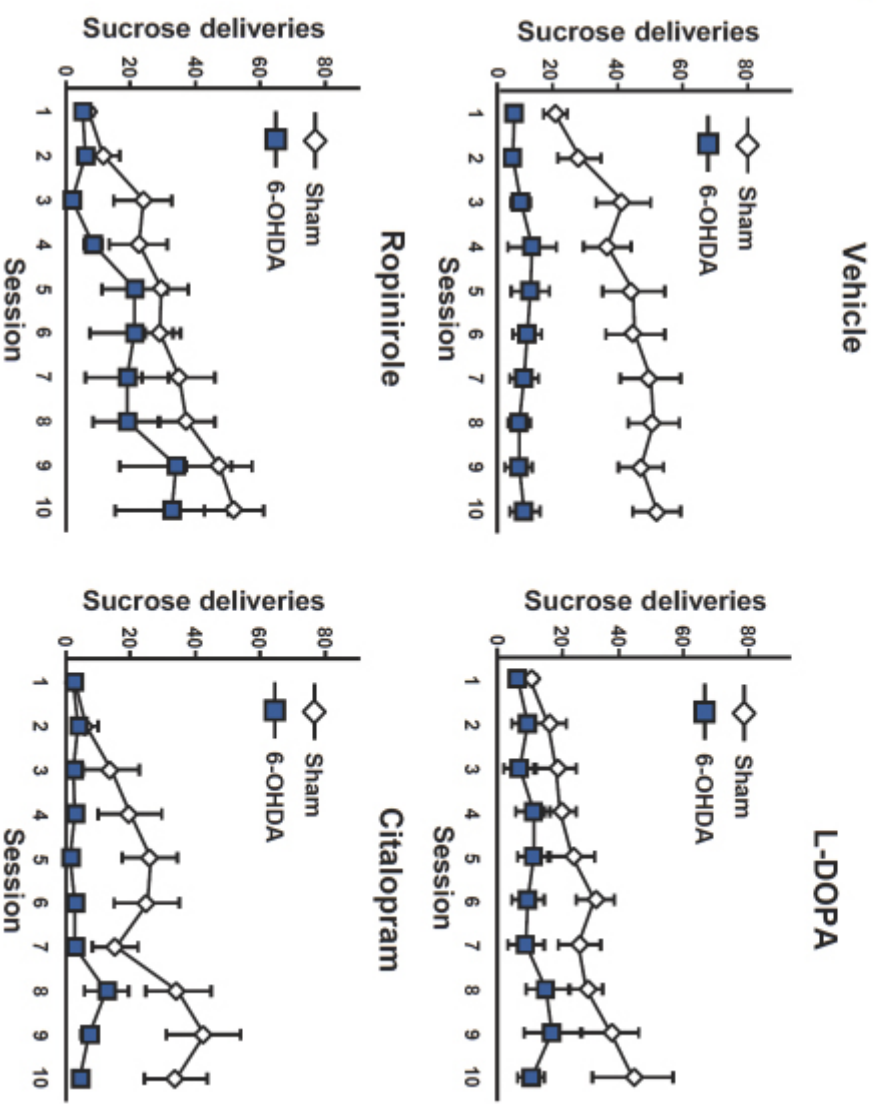 Vehicle
Sucrose deliveries
80
60
40
20
0
Sham
6-OHDA
1 2 3 4 5 6 7 8 9 10
Session
L-DOPA
Sucrose deliveries
80
60
40
20
0
Sham
6-OHDA
1 2 3 4 5 6 7 8 9 10
Session
Ropinirole
Sucrose deliveries
80
60
40
20
0
Sham
6-OHDA
1 2 3 4 5 6 7 8 9 10
Session
Citalopram
Sucrose deliveries
80
60
40
20
0
Sham
6-OHDA
1 2 3 4 5 6 7 8 9 10
Session